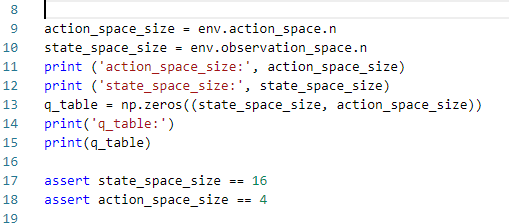 8
9 action_space_size = env.action_space.n
10 state_space_size = env.observation_space.n
11 print ('action_space_size:', action_space_size)
12 print ('state_space_size:', state_space_size)
13 q_table = np.zeros((state_space_size, action_space_size))
14 print('q_table:')
15 print(q_table)
16
17 assert state_space_size == 16
18 assert action_space_size == 4
19